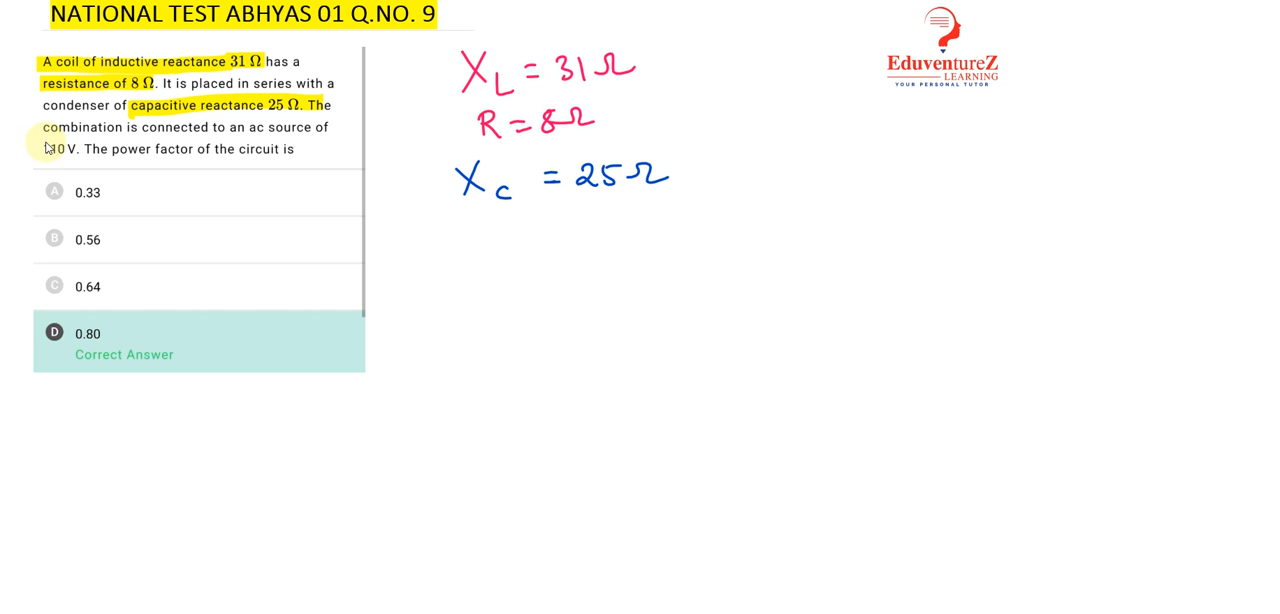 NATIONAL TEST ABHYAS 01 Q.NO. 9
EduventureZ
LEARNING
YOUR PERSONAL TUTOR
A coil of inductive reactance 31 Ω has a
resistance of 8 Ω. It is placed in series with a
condenser of capacitive reactance 25 Ω. The
combination is connected to an ac source of
110 V. The power factor of the circuit is
A 0.33
B 0.56
C 0.64
D 0.80
Correct Answer
X_L = 31 Ω
R = 8 Ω
X_C = 25 Ω